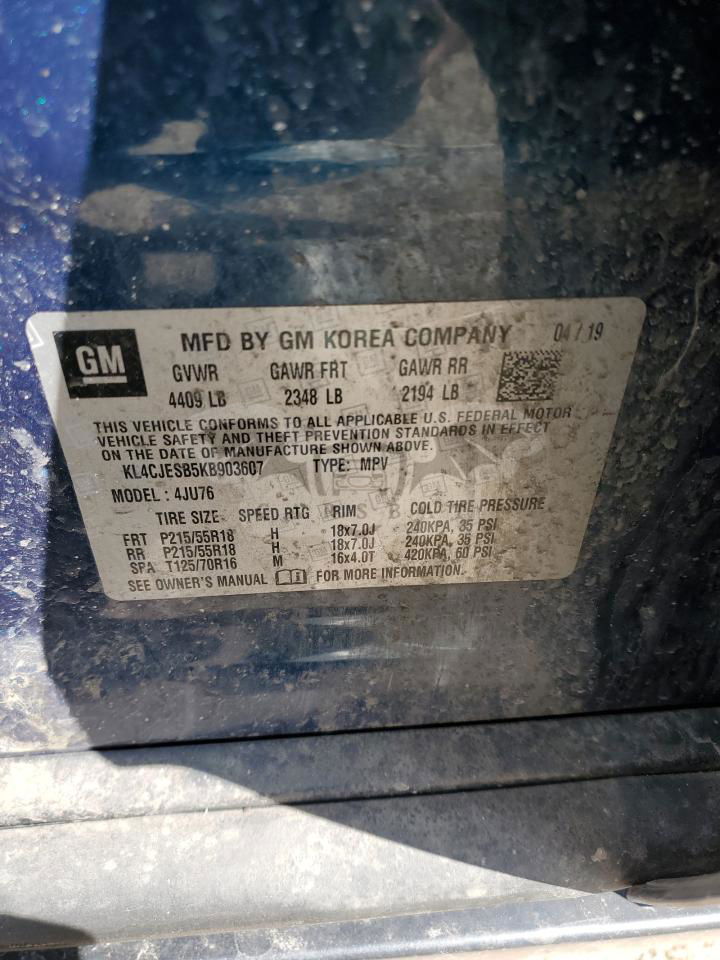 GM MFD BY GM KOREA COMPANY 04 / 19
GVWR GAWR FRT GAWR RR
4409 LB 2348 LB 2194 LB
THIS VEHICLE CONFORMS TO ALL APPLICABLE U.S. FEDERAL MOTOR
VEHICLE SAFETY AND THEFT PREVENTION STANDARDS IN EFFECT
ON THE DATE OF MANUFACTURE SHOWN ABOVE.
KL4CJESB5KB903607 TYPE: MPV
MODEL : 4JU76
TIRE SIZE SPEED RTG RIMS COLD TIRE PRESSURE
FRT P215/55R18 H 18x7.0J 240KPA, 35 PSI
RR P215/55R18 H 18x7.0J 240KPA, 35 PSI
SPA T125/70R16 M 16x4.0T 420KPA, 60 PSI
SEE OWNER'S MANUAL FOR MORE INFORMATION.